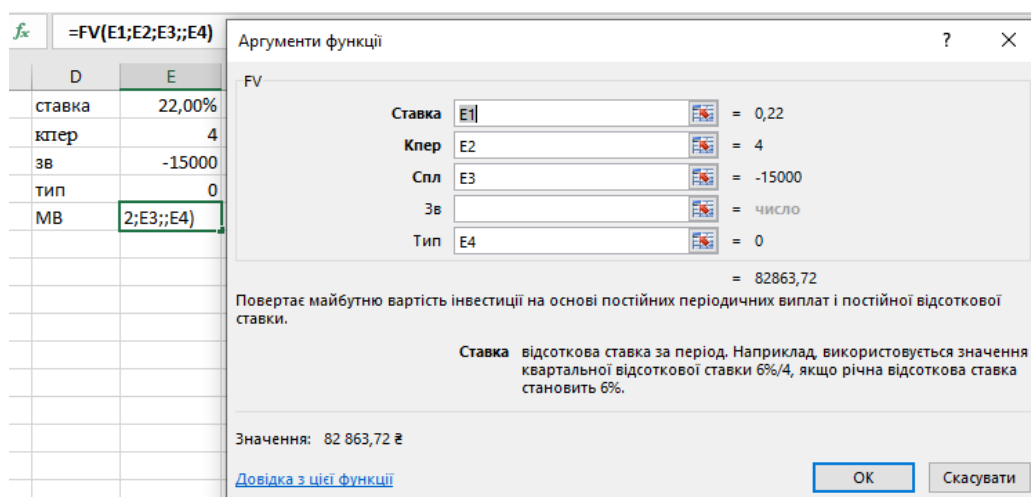 fx =FV(E1;E2;E3;;E4)
D E
ставка 22,00%
кпер 4
зв -15000
тип 0
МВ 2;E3;;E4)
Аргументи функції ? ×
FV
Ставка E1 = 0,22
Кпер E2 = 4
Спл E3 = -15000
Зв = число
Тип E4 = 0
= 82863,72
Повертає майбутню вартість інвестиції на основі постійних періодичних виплат і постійної відсоткової
ставки.
Ставка відсоткова ставка за період. Наприклад, використовується значення
квартальної відсоткової ставки 6%/4, якщо річна відсоткова ставка
становить 6%.
Значення: 82 863,72 ₴
Довідка з цієї функції
ОК Скасувати